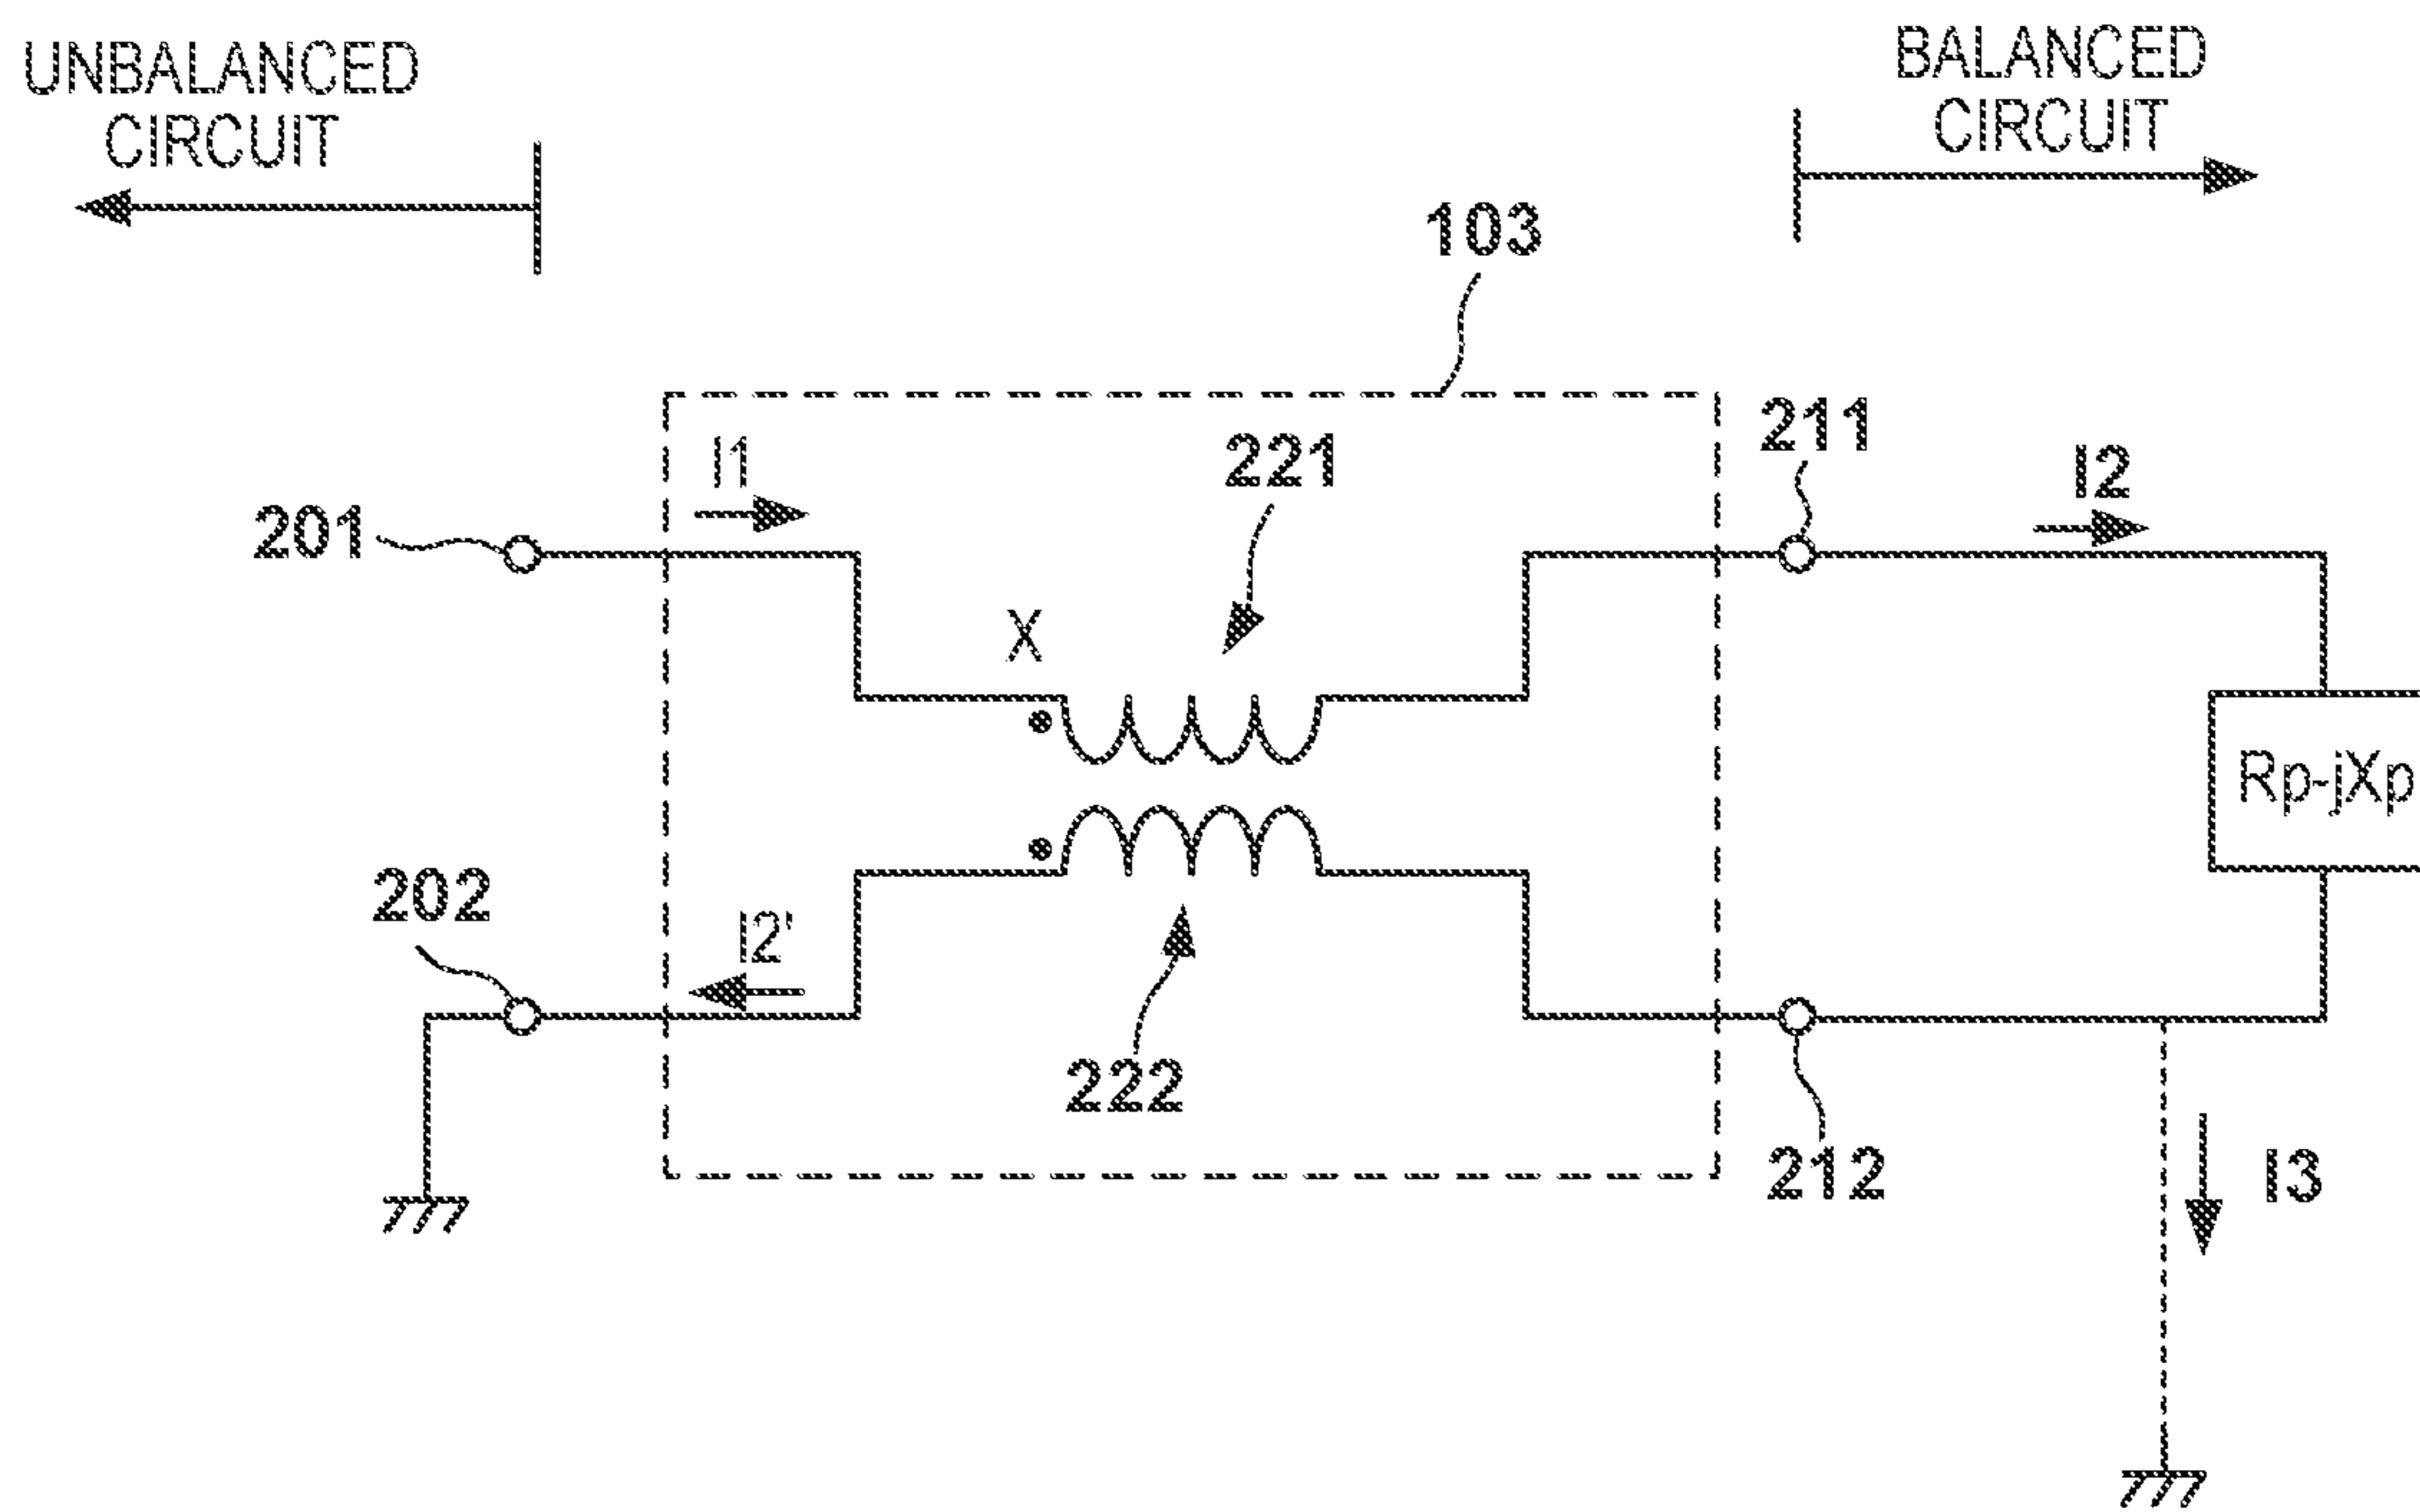 UNBALANCED
CIRCUIT
BALANCED
CIRCUIT
103
I1
221
211
I2
201
X
Rp-jXp
202
I2'
222
212
I3